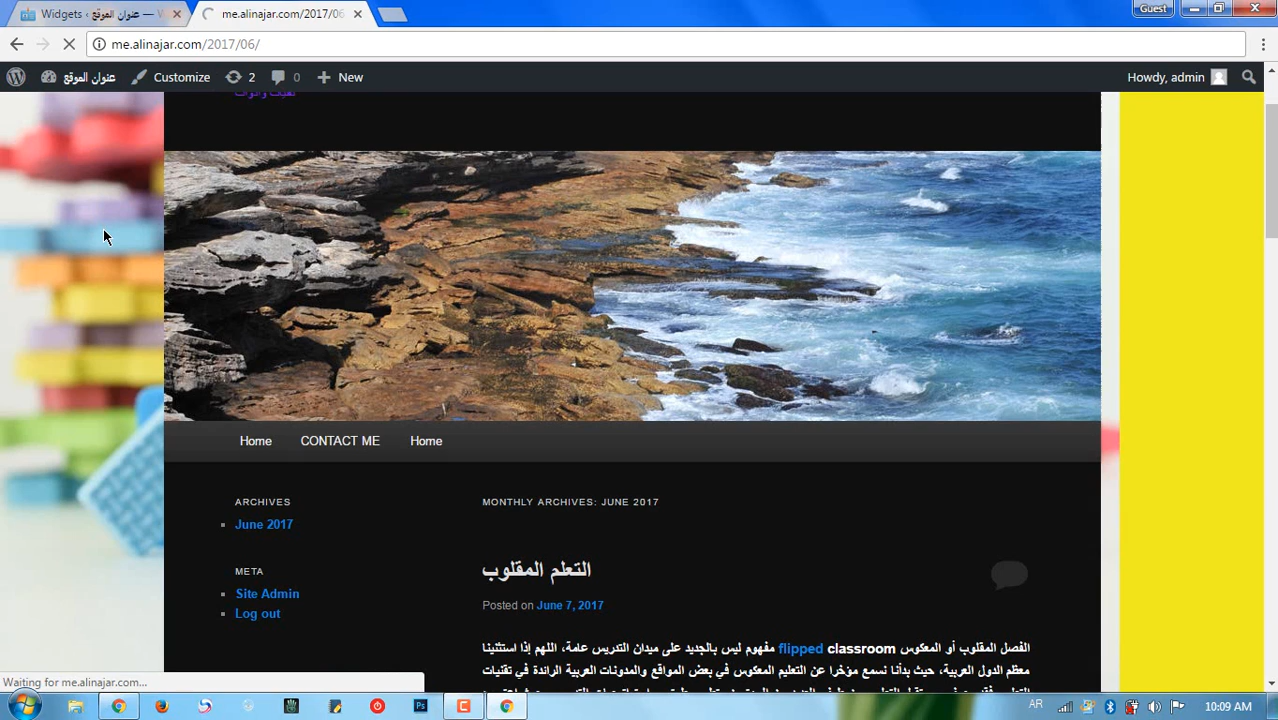 Widgets ‹ عنوان الموقع — W
me.alinajar.com/2017/06
Guest
me.alinajar.com/2017/06/
عنوان الموقع
Customize
2
0
New
Howdy, admin
تقنيات وأدوات
Home
CONTACT ME
Home
ARCHIVES
June 2017
META
Site Admin
Log out
MONTHLY ARCHIVES: JUNE 2017
التعلم المقلوب
Posted on June 7, 2017
الفصل المقلوب أو المعكوس flipped classroom مفهوم ليس بالجديد على ميدان التدريس عامة، اللهم إذا استثنينا
معظم الدول العربية، حيث بدأنا نسمع مؤخرا عن التعليم المعكوس في بعض المواقع والمدونات العربية الرائدة في تقنيات
Waiting for me.alinajar.com...
Ps
AR
10:09 AM